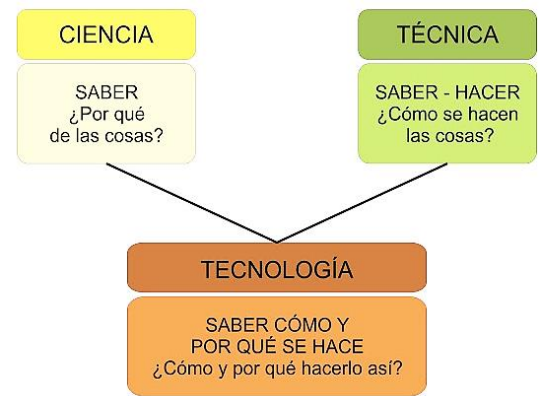 CIENCIA
SABER
¿Por qué
de las cosas?
TÉCNICA
SABER - HACER
¿Cómo se hacen
las cosas?
TECNOLOGÍA
SABER CÓMO Y
POR QUÉ SE HACE
¿Cómo y por qué hacerlo así?